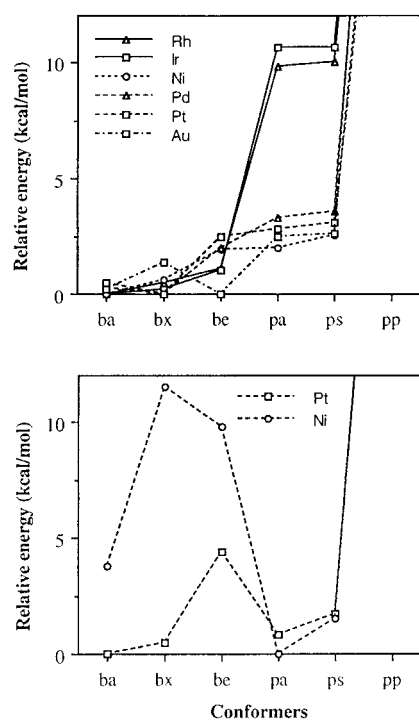 Relative energy (kcal/mol)
10
5
0
Rh
Ir
Ni
Pd
Pt
Au
ba bx be pa ps pp
Relative energy (kcal/mol)
10
5
0
Pt
Ni
ba bx be pa ps pp
Conformers